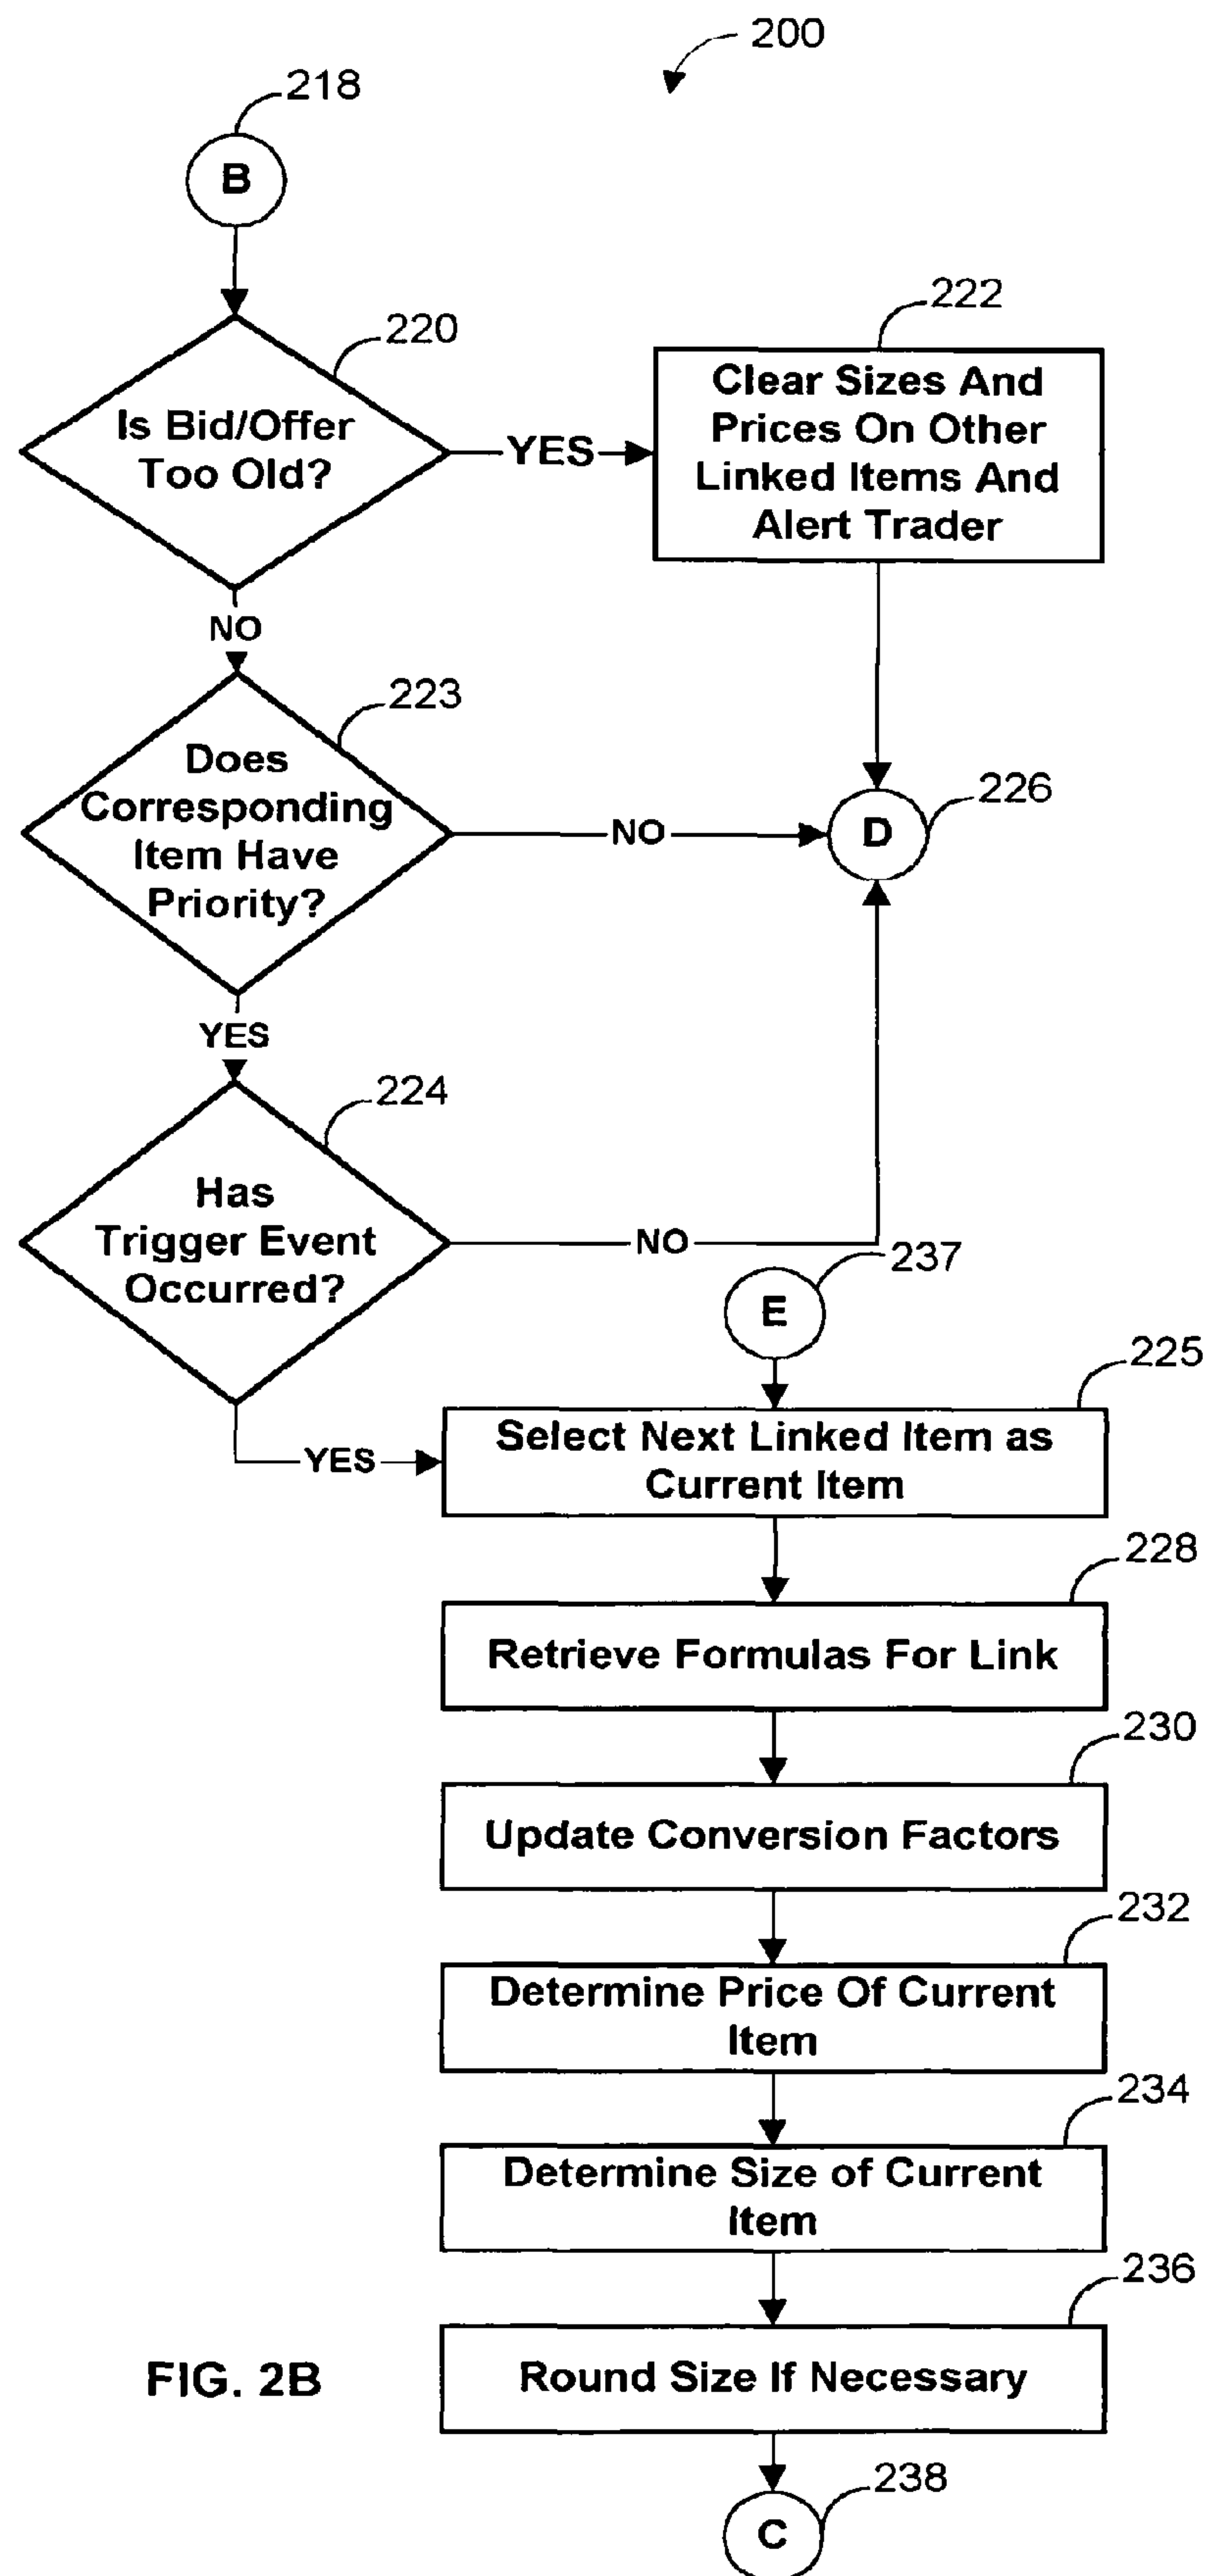 200
218
B
220
222
Is Bid/Offer
Too Old?
YES
Clear Sizes And
Prices On Other
Linked Items And
Alert Trader
NO
223
Does
Corresponding
Item Have
Priority?
NO
D
226
YES
224
Has
Trigger Event
Occurred?
NO
237
E
225
YES
Select Next Linked Item as
Current Item
228
Retrieve Formulas For Link
230
Update Conversion Factors
232
Determine Price Of Current
Item
234
Determine Size of Current
Item
236
Round Size If Necessary
FIG. 2B
238
C